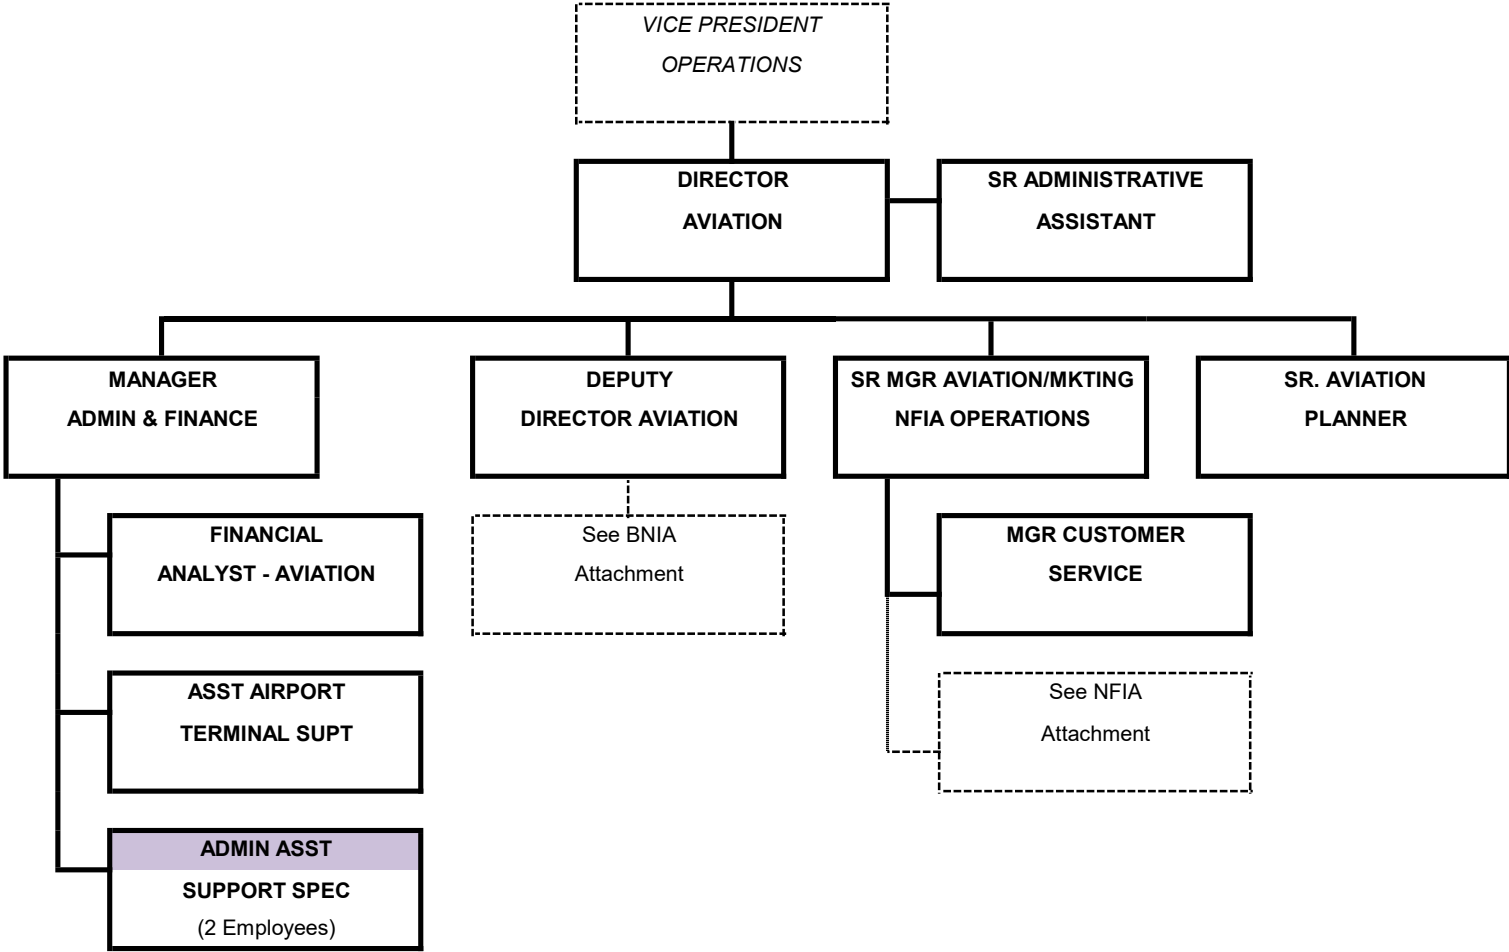 VICE PRESIDENT
OPERATIONS
DIRECTOR
AVIATION
SR ADMINISTRATIVE
ASSISTANT
MANAGER
ADMIN & FINANCE
DEPUTY
DIRECTOR AVIATION
SR MGR AVIATION/MKTING
NFIA OPERATIONS
SR. AVIATION
PLANNER
FINANCIAL
ANALYST - AVIATION
See BNIA
Attachment
MGR CUSTOMER
SERVICE
ASST AIRPORT
TERMINAL SUPT
See NFIA
Attachment
ADMIN ASST
SUPPORT SPEC
(2 Employees)